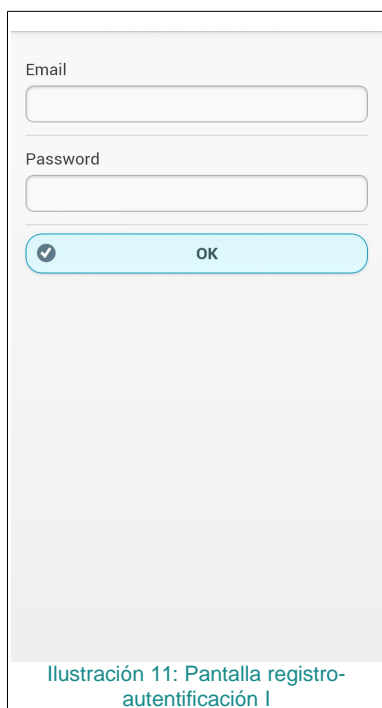 Email
Password
OK
Ilustración 11: Pantalla registro-
autentificación I